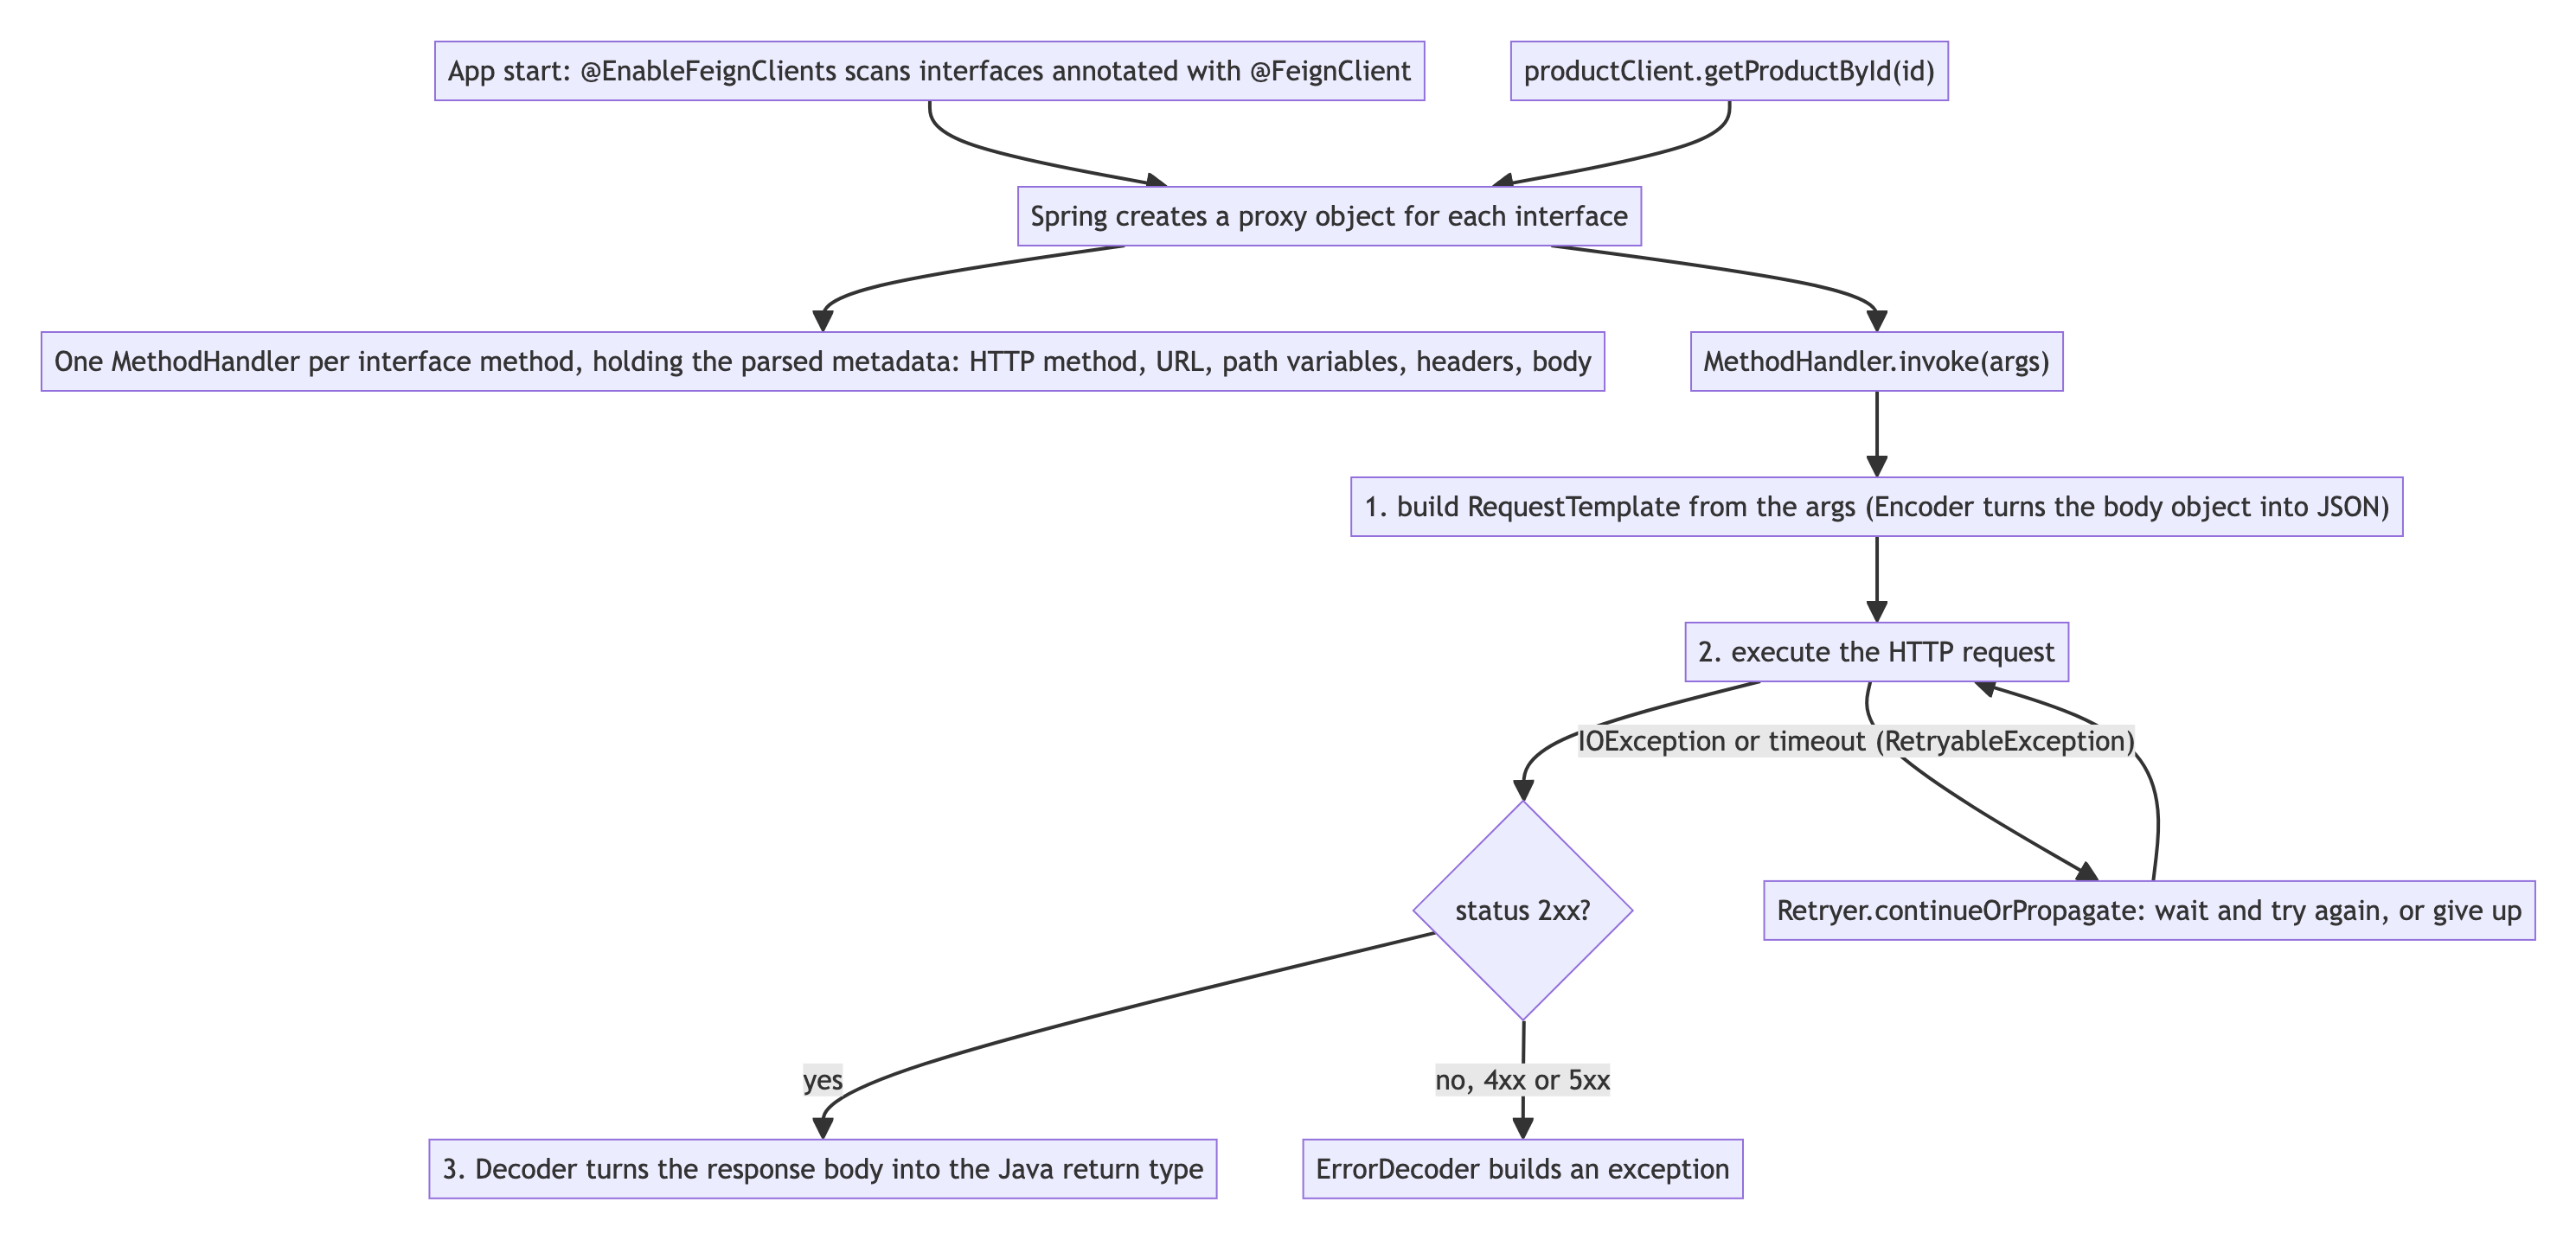 App start: @EnableFeignClients scans interfaces annotated with @FeignClient
productClient.getProductById(id)
Spring creates a proxy object for each interface
One MethodHandler per interface method, holding the parsed metadata: HTTP method, URL, path variables, headers, body
MethodHandler.invoke(args)
1. build RequestTemplate from the args (Encoder turns the body object into JSON)
2. execute the HTTP request
IOException or timeout (RetryableException)
status 2xx?
Retryer.continueOrPropagate: wait and try again, or give up
yes
no, 4xx or 5xx
3. Decoder turns the response body into the Java return type
ErrorDecoder builds an exception